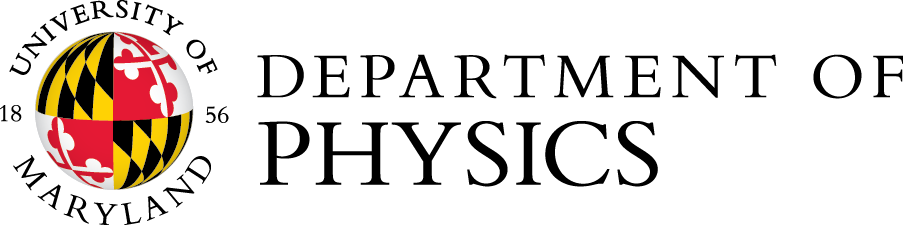 UNIVERSITY OF
18 56
MARYLAND
DEPARTMENT OF
PHYSICS